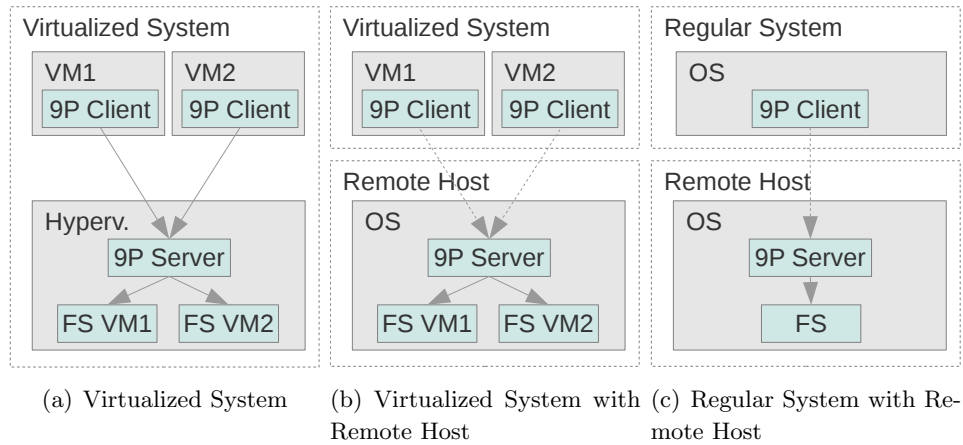 Virtualized System
VM1
VM2
9P Client
9P Client
Hyperv.
9P Server
FS VM1
FS VM2
Virtualized System
VM1
VM2
9P Client
9P Client
Remote Host
OS
9P Server
FS VM1
FS VM2
Regular System
OS
9P Client
Remote Host
OS
9P Server
FS
(a) Virtualized System
(b) Virtualized System with
Remote Host
(c) Regular System with Re-
mote Host